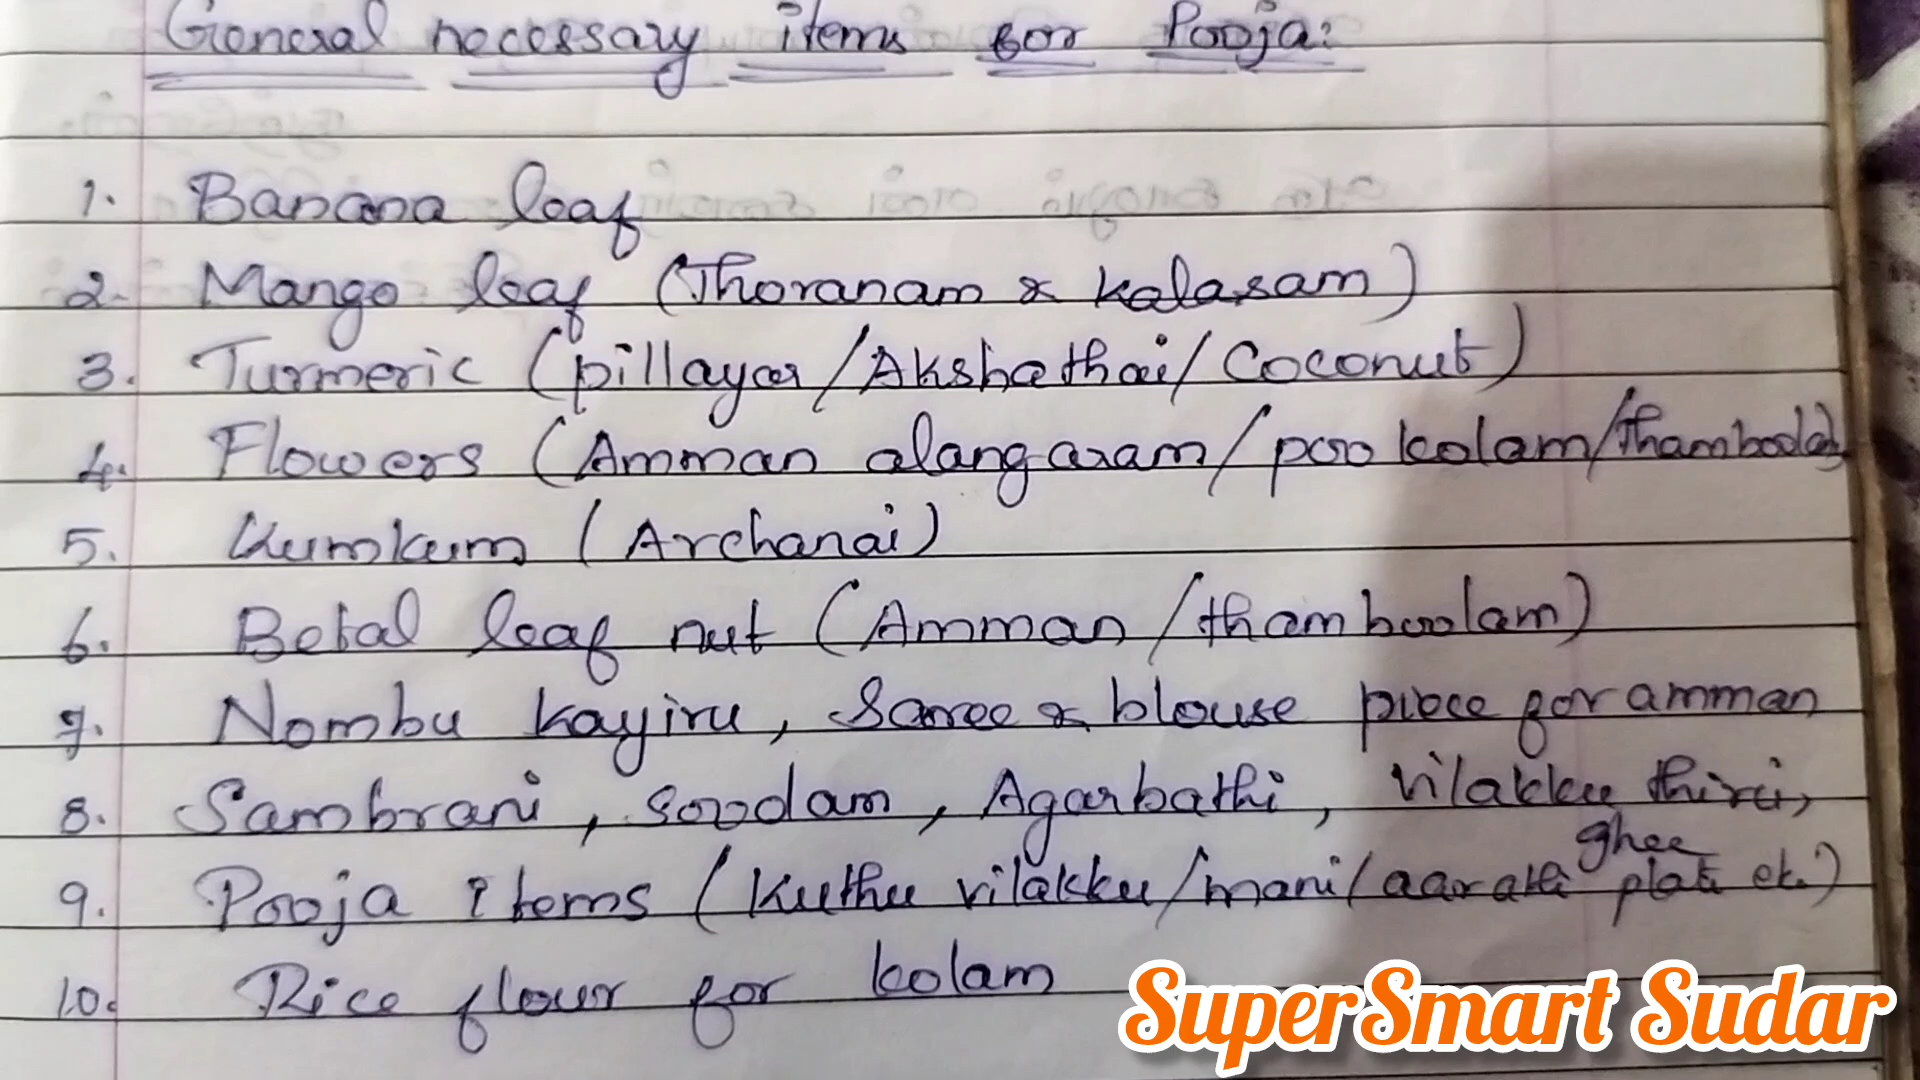 General necessary items for Pooja:
1. Banana leaf
2. Mango leaf (Thoranam & kalasam)
3. Turmeric (pillayar/Akshathai/Coconut)
4. Flowers (Amman alangaram/poo kolam/
5. Kumkum (Archanai)
6. Betal leaf nut (Amman/thamboolam)
7. Nombu kayiru, Saree & blouse piece for amman
8. Sambrani, soodam, Agarbathi, vilakku thiri,
ghee
9. Pooja items (Kuthu vilakku/mani/aarati plate etc.)
10. Rice flour for kolam
SuperSmart Sudar